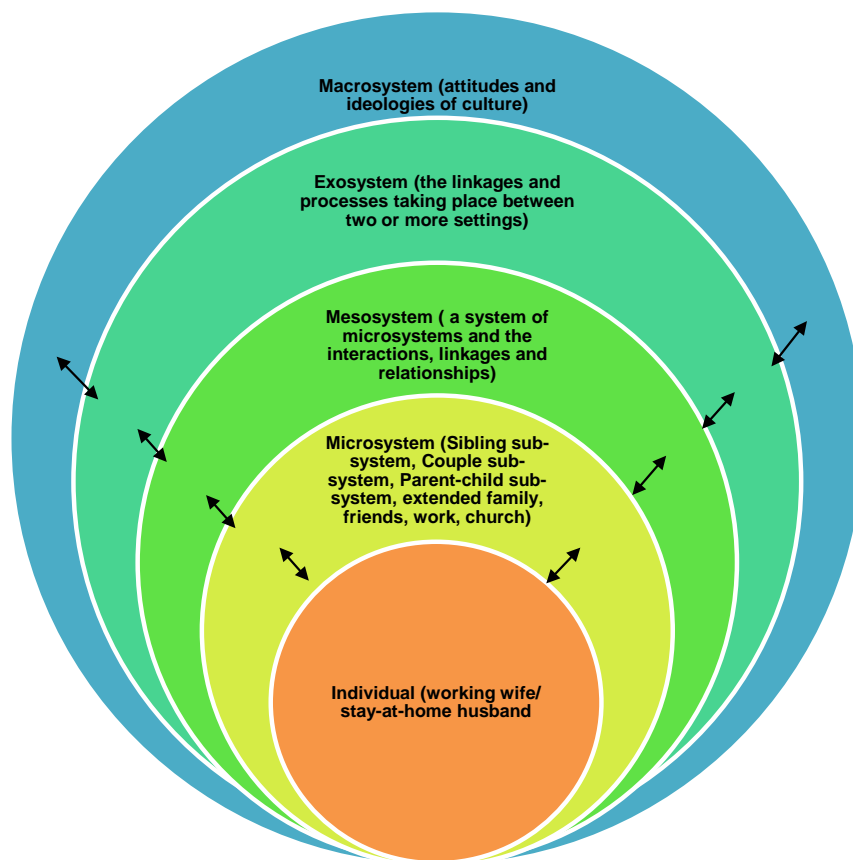 Macrosystem (attitudes and
ideologies of culture)
Exosystem (the linkages and
processes taking place between
two or more settings)
Mesosystem ( a system of
microsystems and the
interactions, linkages and
relationships)
Microsystem (Sibling sub-
system, Couple sub-
system, Parent-child sub-
system, extended family,
friends, work, church)
Individual (working wife/
stay-at-home husband